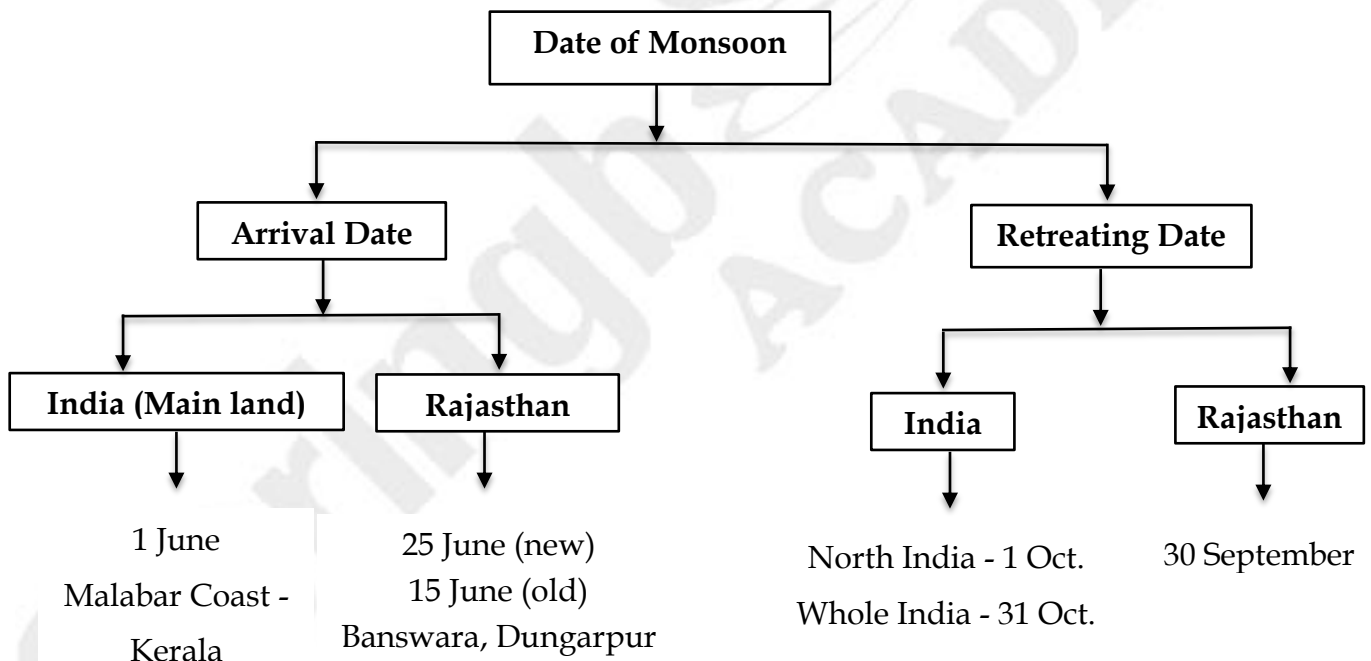 Date of Monsoon
Arrival Date
Retreating Date
India (Main land)
Rajasthan
India
Rajasthan
1 June
Malabar Coast -
Kerala
25 June (new)
15 June (old)
Banswara, Dungarpur
North India - 1 Oct.
Whole India - 31 Oct.
30 September